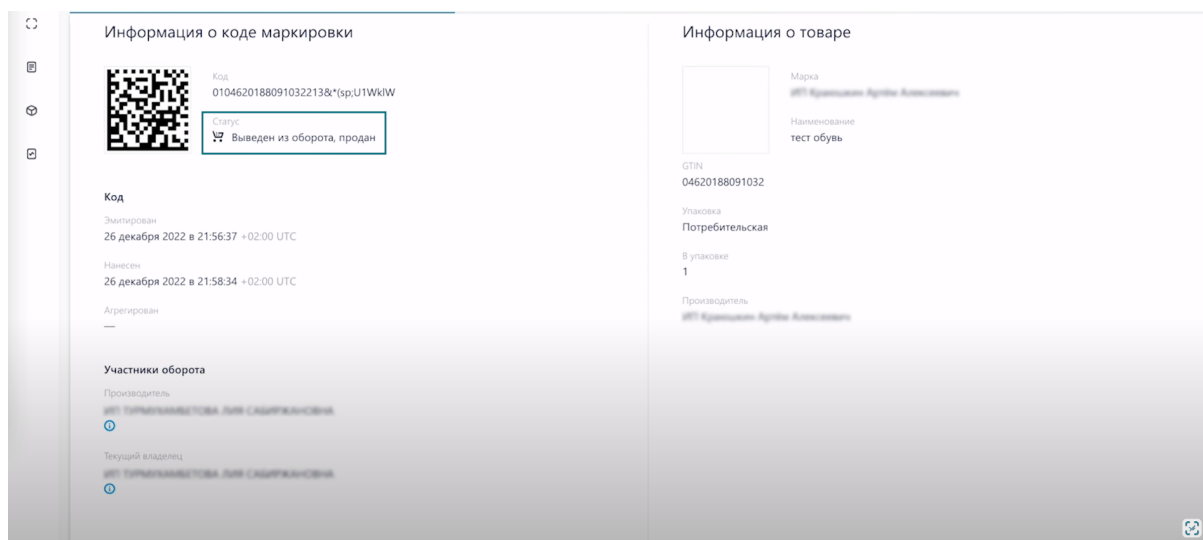 Информация о коде маркировки
Код
0104620188091032213&*(sp;U1WklW
Статус
Выведен из оборота, продан
Код
Эмитирован
26 декабря 2022 в 21:56:37 +02:00 UTC
Нанесен
26 декабря 2022 в 21:58:34 +02:00 UTC
Агрегирован
—
Участники оборота
Производитель
Текущий владелец
Информация о товаре
Марка
Наименование
тест обувь
GTIN
04620188091032
Упаковка
Потребительская
В упаковке
1
Производитель